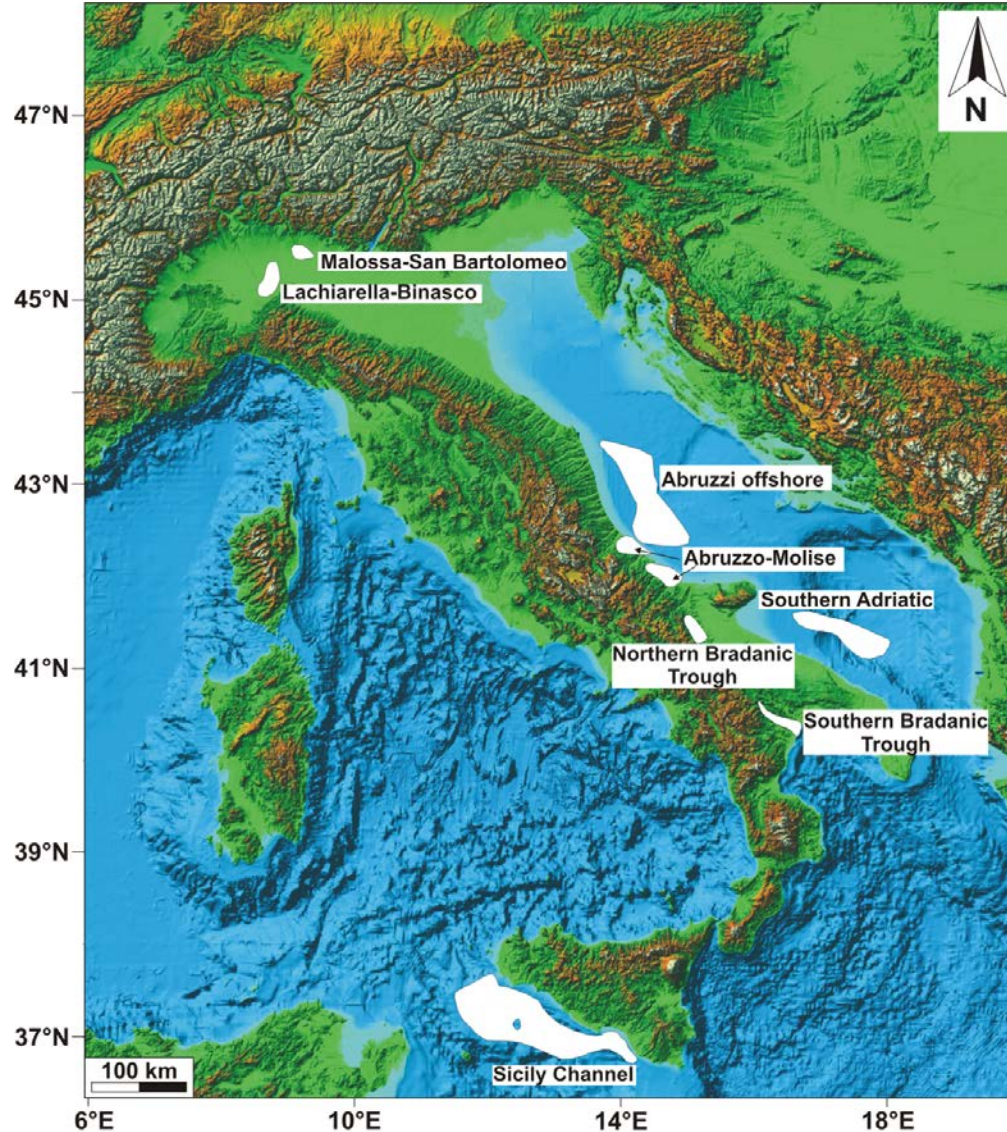 N
47°N
Malossa-San Bartolomeo
Lachiarella-Binasco
45°N
43°N
Abruzzi offshore
Abruzzo-Molise
Southern Adriatic
41°N
Northern Bradanic
Trough
Southern Bradanic
Trough
39°N
37°N
Sicily Channel
100 km
6°E
10°E
14°E
18°E